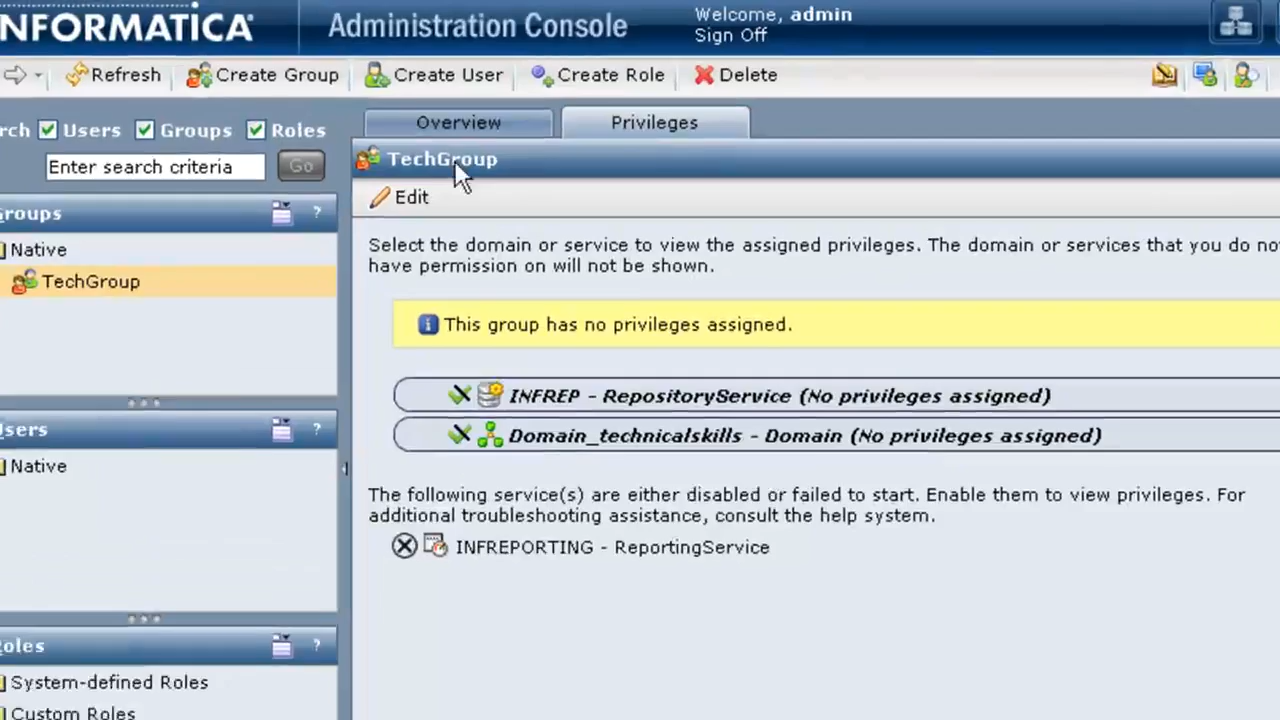 NFORMATICA
Administration Console
Welcome, admin
Sign Off
Refresh
Create Group
Create User
Create Role
Delete
rch Users Groups Roles
Enter search criteria
Go
Groups
?
Native
TechGroup
Users
?
Native
Roles
?
System-defined Roles
Custom Roles
Overview
Privileges
TechGroup
Edit
Select the domain or service to view the assigned privileges. The domain or services that you do no
have permission on will not be shown.
This group has no privileges assigned.
INFREP - RepositoryService (No privileges assigned)
Domain_technicalskills - Domain (No privileges assigned)
The following service(s) are either disabled or failed to start. Enable them to view privileges. For
additional troubleshooting assistance, consult the help system.
INFREPORTING - ReportingService